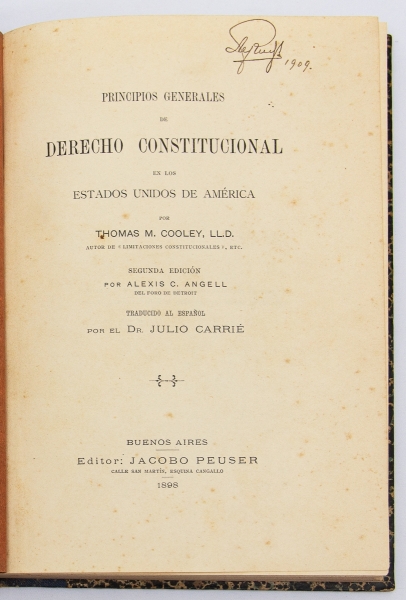 1909.
PRINCIPIOS GENERALES
DE
DERECHO CONSTITUCIONAL
EN LOS
ESTADOS UNIDOS DE AMÉRICA
POR
THOMAS M. COOLEY, LL.D.
AUTOR DE «LIMITACIONES CONSTITUCIONALES», ETC.
SEGUNDA EDICIÓN
POR ALEXIS C. ANGELL
DEL FORO DE DETROIT
TRADUCIDO AL ESPAÑOL
POR EL DR. JULIO CARRIÉ
BUENOS AIRES
Editor: JACOBO PEUSER
CALLE SAN MARTÍN, ESQUINA CANGALLO
1898